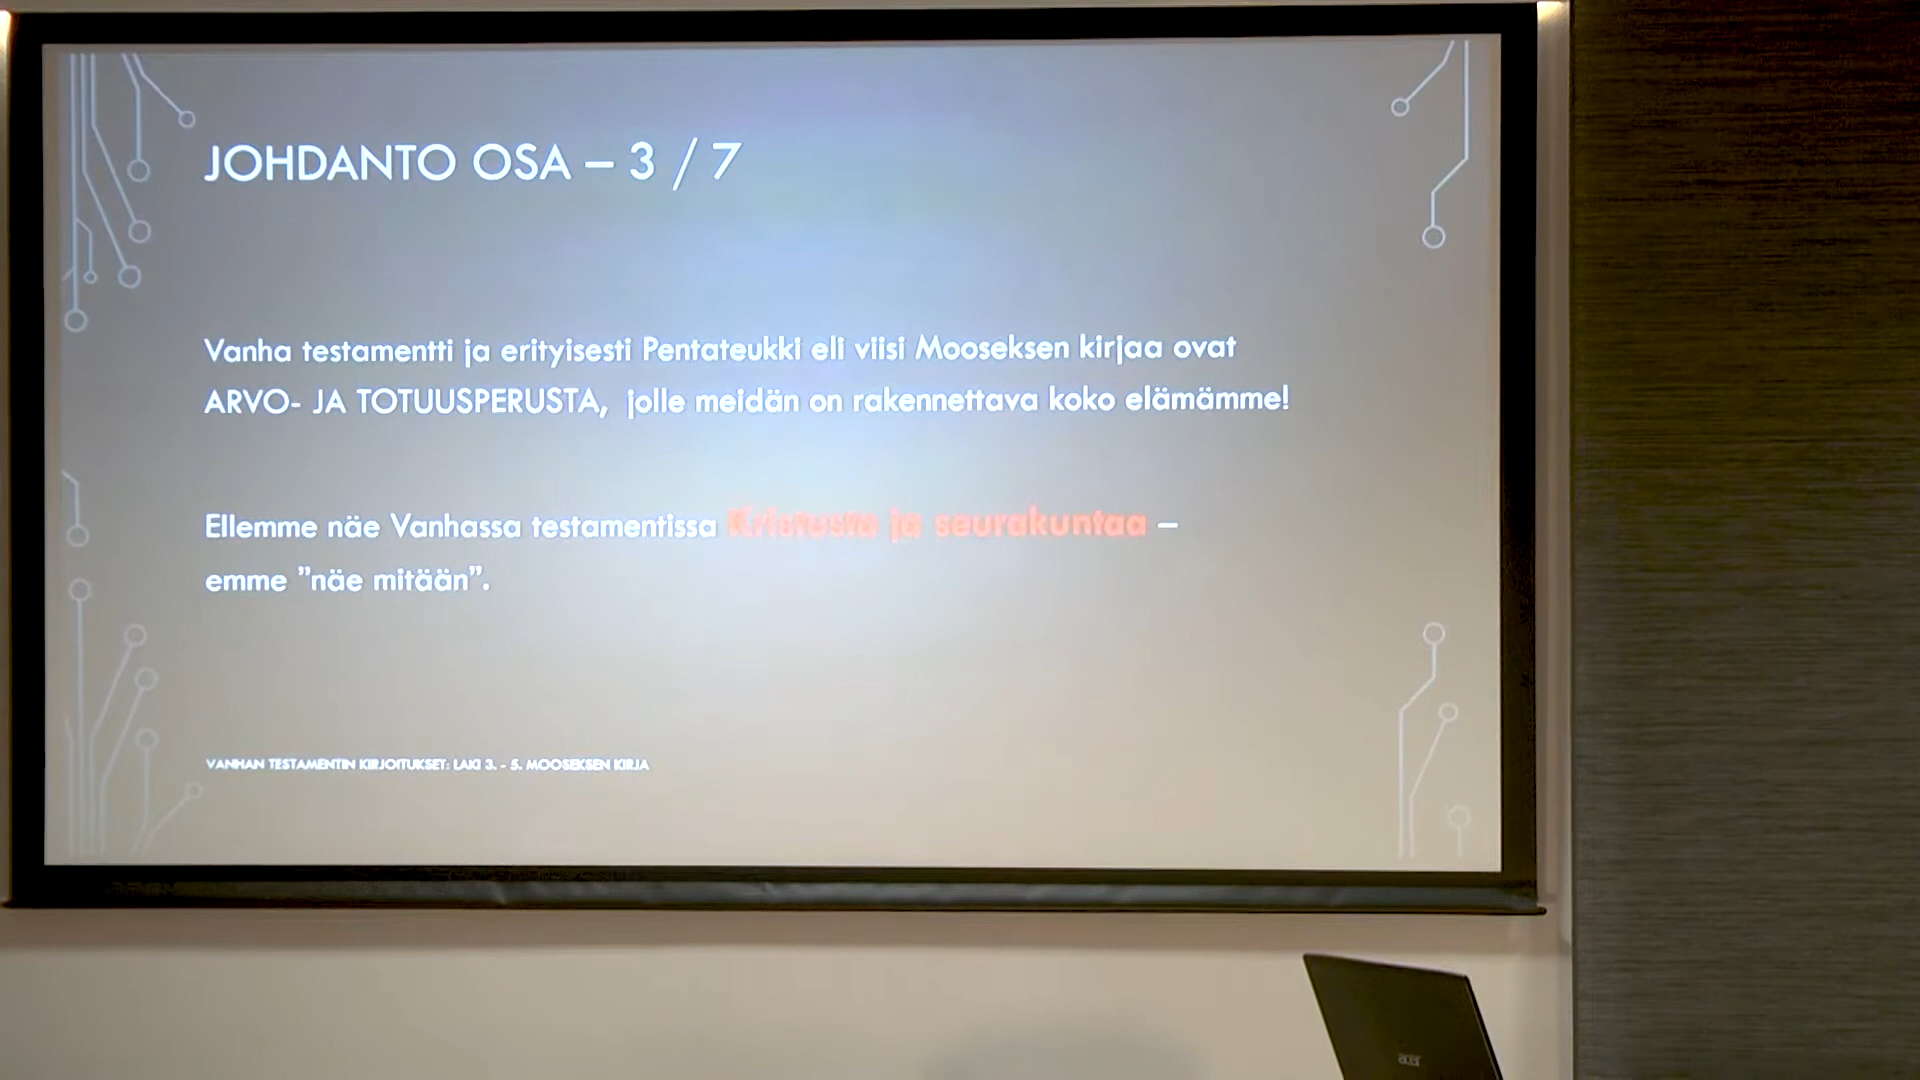 JOHDANTO OSA – 3 / 7
Vanha testamentti ja erityisesti Pentateukki eli viisi Mooseksen kirjaa ovat
ARVO- JA TOTUUSPERUSTA, jolle meidän on rakennettava koko elämämme!
Ellemme näe Vanhassa testamentissa Kristusta ja seurakuntaa –
emme ”näe mitään”.
VANHAN TESTAMENTIN KIRJOITUKSET: LAKI 3. - 5. MOOSEKSEN KIRJA
acer